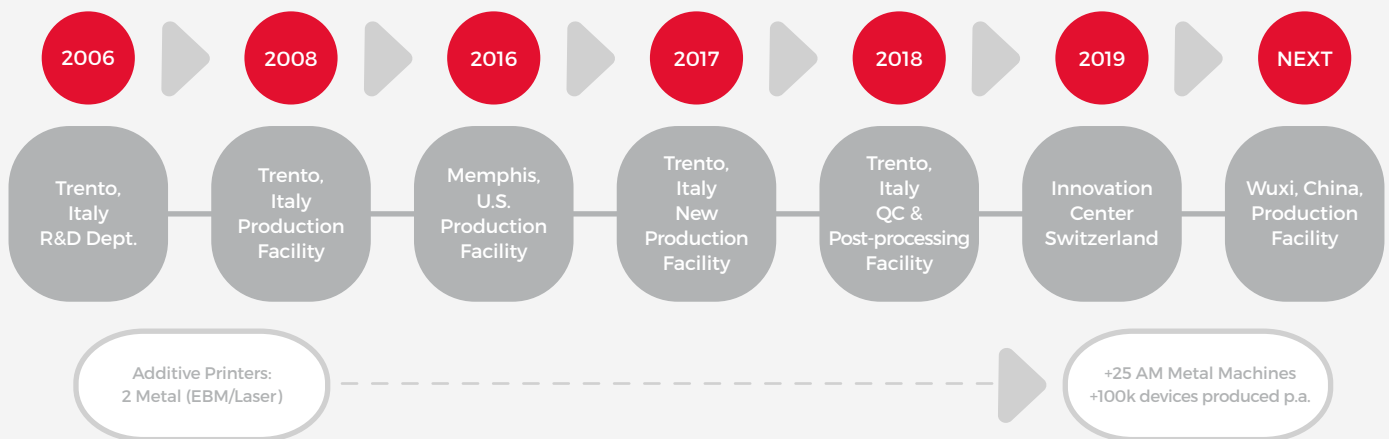 2006
2008
2016
2017
2018
2019
NEXT
Trento,
Italy
R&D Dept.
Trento,
Italy
Production
Facility
Memphis,
U.S.
Production
Facility
Trento,
Italy
New
Production
Facility
Trento,
Italy
QC &
Post-processing
Facility
Innovation
Center
Switzerland
Wuxi, China,
Production
Facility
Additive Printers:
2 Metal (EBM/Laser)
+25 AM Metal Machines
+100k devices produced p.a.